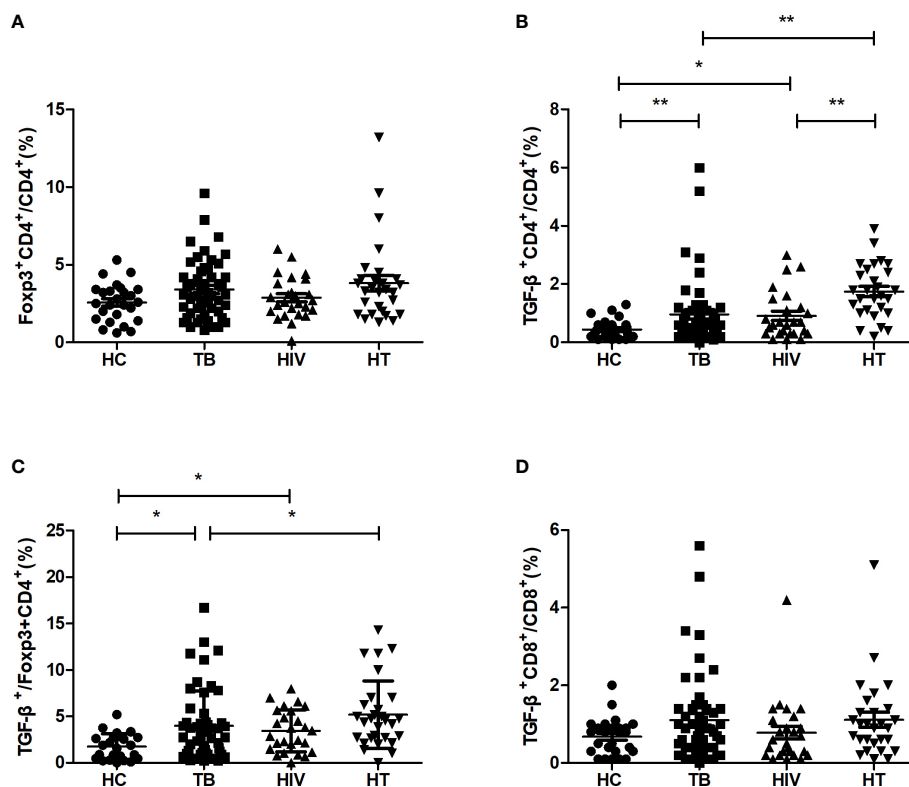 A
Foxp3⁺CD4⁺/CD4⁺(%)
15
10
5
0
HC TB HIV HT
B
**
*
** **
TGF-β ⁺CD4⁺/CD4⁺(%)
8
6
4
2
0
HC TB HIV HT
C
*
* *
TGF-β ⁺/Foxp3+CD4⁺(%)
25
20
15
10
5
0
HC TB HIV HT
D
TGF-β ⁺CD8⁺/CD8⁺(%)
6
4
2
0
HC TB HIV HT